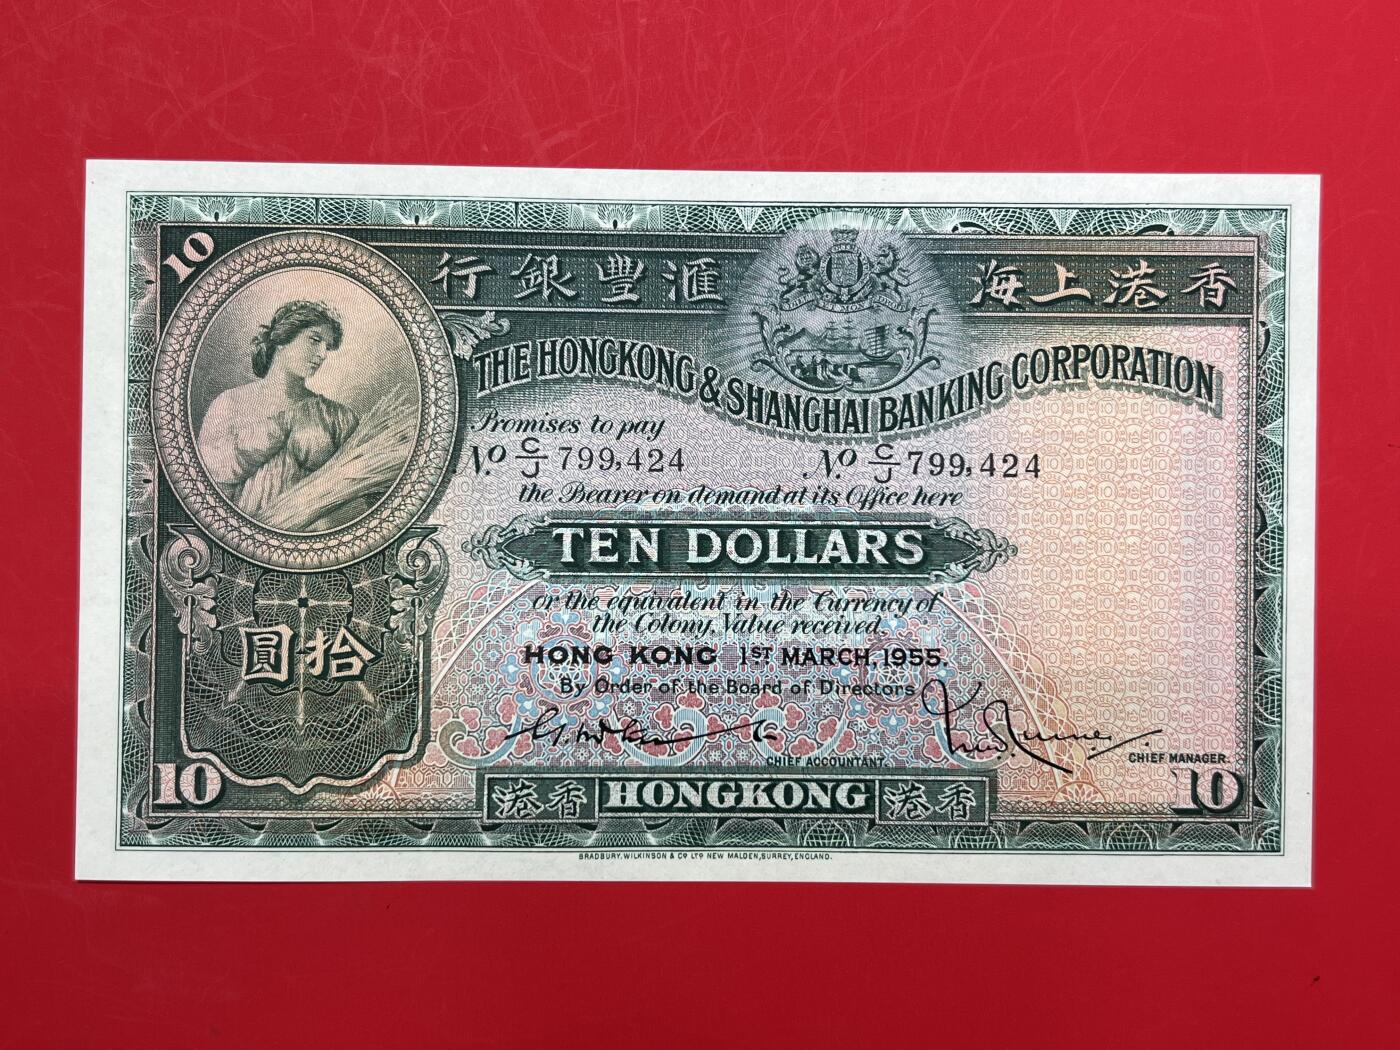 10
行銀豐滙 海上港香
THE HONGKONG & SHANGHAI BANKING CORPORATION
Promises to pay
No. C/J 799,424 No. C/J 799,424
the Bearer on demand at its Office here
TEN DOLLARS
or the equivalent in the Currency of
the Colony, Value received.
圓拾
HONG KONG 1ST MARCH, 1955.
By Order of the Board of Directors
CHIEF ACCOUNTANT.
CHIEF MANAGER.
10 港香 HONGKONG 港香 10
BRADBURY, WILKINSON & CO LTD NEW MALDEN, SURREY, ENGLAND.